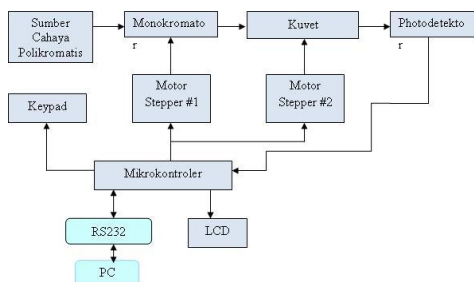 Sumber
Cahaya
Polikromatis
Monokromato
r
Kuvet
Photodetekto
r
Keypad
Motor
Stepper #1
Motor
Stepper #2
Mikrokontroler
RS232
LCD
PC